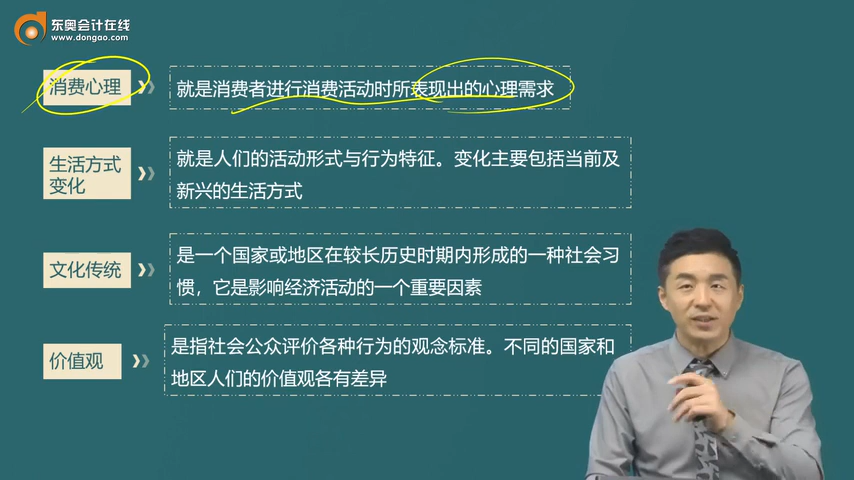 东奥会计在线
www.dongao.com
消费心理
就是消费者进行消费活动时所表现出的心理需求
生活方式
变化
就是人们的活动形式与行为特征。变化主要包括当前及
新兴的生活方式
文化传统
是一个国家或地区在较长历史时期内形成的一种社会习
惯，它是影响经济活动的一个重要因素
价值观
是指社会公众评价各种行为的观念标准。不同的国家和
地区人们的价值观各有差异